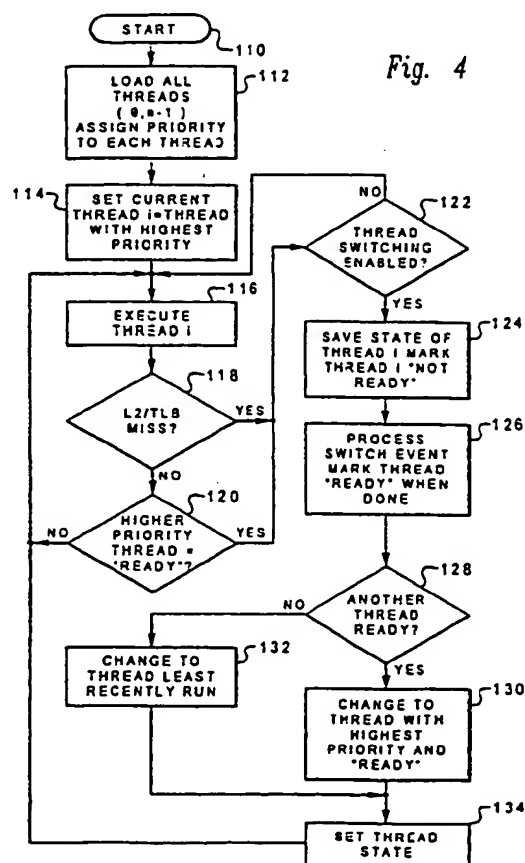 START
110
Fig. 4
112
LOAD ALL
THREADS
( 0,n-1 )
ASSIGN PRIORITY
TO EACH THREAD
114
SET CURRENT
THREAD i=THREAD
WITH HIGHEST
PRIORITY
NO
122
THREAD
SWITCHING
ENABLED?
YES
116
EXECUTE
THREAD i
124
SAVE STATE OF
THREAD i MARK
THREAD i "NOT
READY"
118
L2/TLB
MISS?
YES
NO
126
PROCESS
SWITCH EVENT
MARK THREAD
"READY" WHEN
DONE
120
HIGHER
PRIORITY
THREAD =
"READY"?
NO
YES
128
ANOTHER
THREAD
READY?
NO
YES
132
CHANGE TO
THREAD LEAST
RECENTLY RUN
130
CHANGE TO
THREAD WITH
HIGHEST
PRIORITY AND
"READY"
134
SET THREAD
STATE